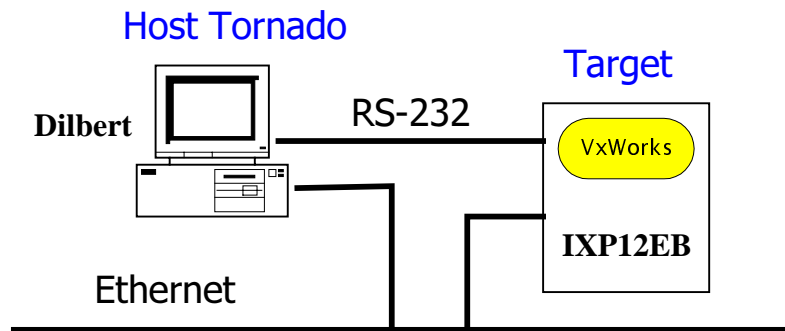 Host Tornado
Target
RS-232
Dilbert
VxWorks
IXP12EB
Ethernet